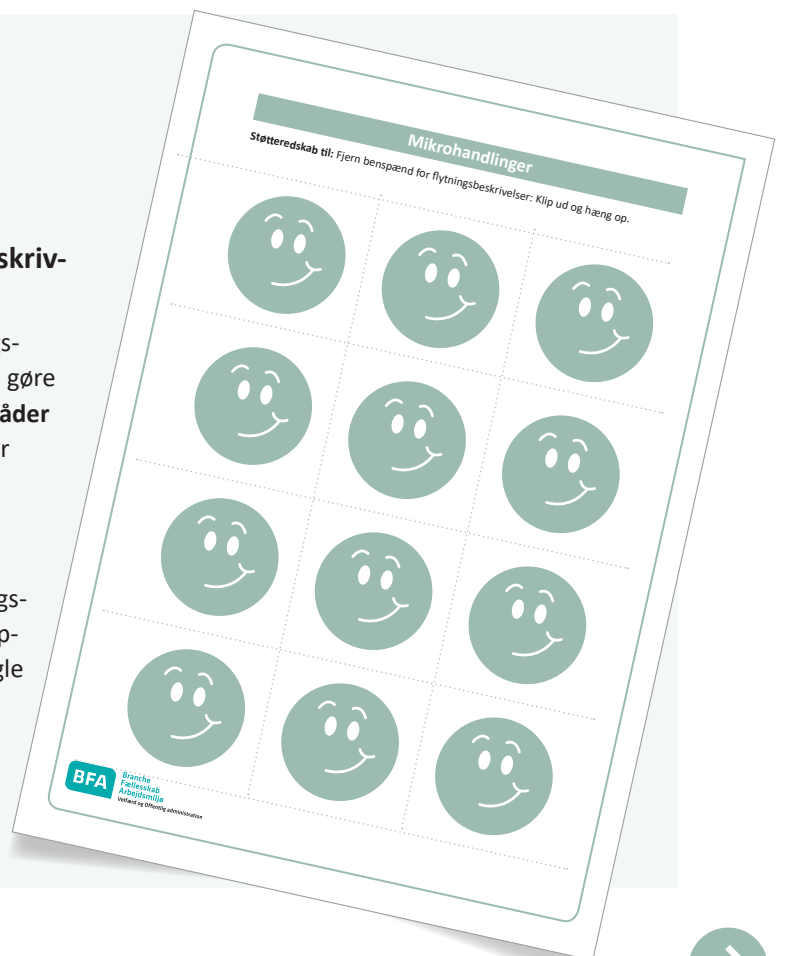 skriv-
gs-
gøre
åder
r
gs-
p-
gle
Mikrohandlinger
Støtteredskab til: Fjern benspænd for flytningsbeskrivelser: Klip ud og hæng op.
BFA
Branche
Fællesskab
Arbejdsmiljø
Velfærd og Offentlig administration